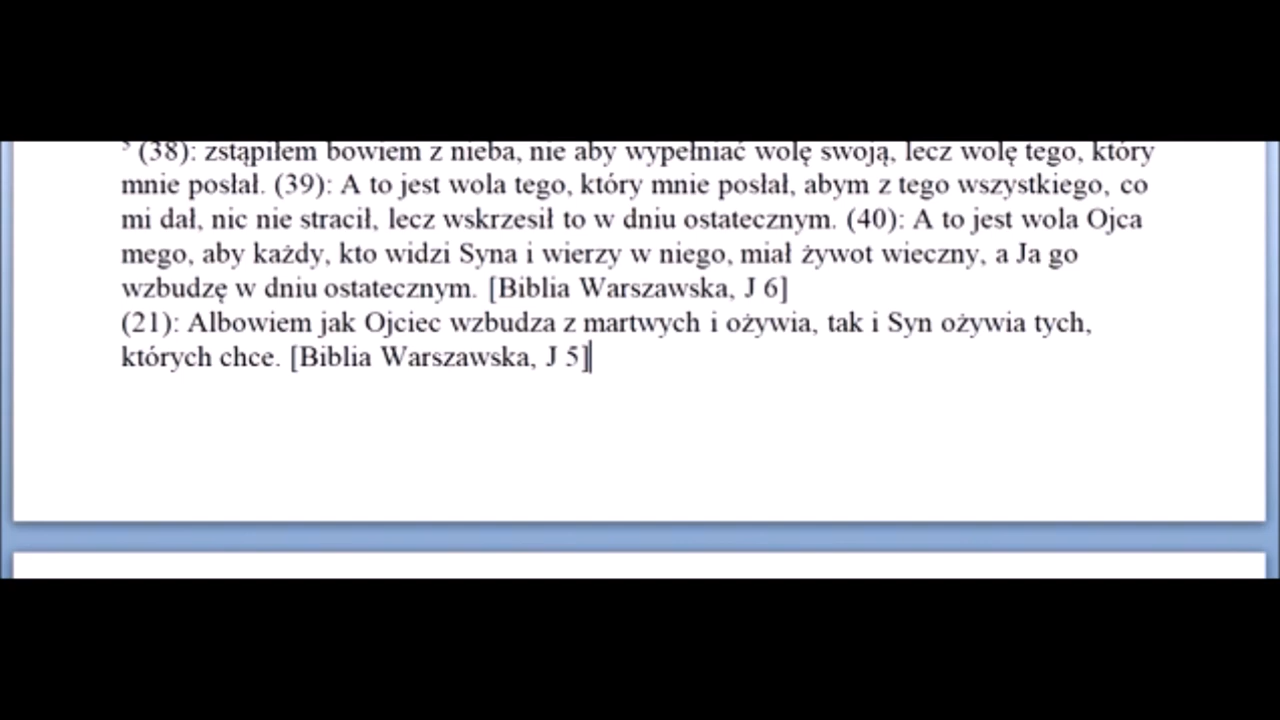 ⁵ (38): zstąpiłem bowiem z nieba, nie aby wypełniać wolę swoją, lecz wolę tego, który
mnie posłał. (39): A to jest wola tego, który mnie posłał, abym z tego wszystkiego, co
mi dał, nic nie stracił, lecz wskrzesił to w dniu ostatecznym. (40): A to jest wola Ojca
mego, aby każdy, kto widzi Syna i wierzy w niego, miał żywot wieczny, a Ja go
wzbudzę w dniu ostatecznym. [Biblia Warszawska, J 6]
(21): Albowiem jak Ojciec wzbudza z martwych i ożywia, tak i Syn ożywia tych,
których chce. [Biblia Warszawska, J 5]